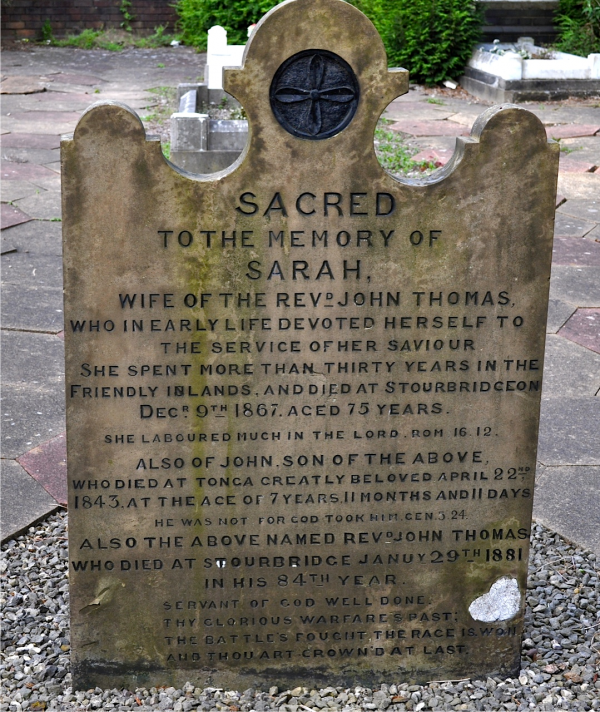 SACRED
TO THE MEMORY OF
SARAH,
WIFE OF THE REVD JOHN THOMAS,
WHO IN EARLY LIFE DEVOTED HERSELF TO
THE SERVICE OF HER SAVIOUR
SHE SPENT MORE THAN THIRTY YEARS IN THE
FRIENDLY ISLANDS, AND DIED AT STOURBRIDGE ON
DECR 9TH 1867. AGED 75 YEARS.
SHE LABOURED MUCH IN THE LORD. ROM 16.12.
ALSO OF JOHN, SON OF THE ABOVE,
WHO DIED AT TONGA GREATLY BELOVED APRIL 22ND
1843. AT THE AGE OF 7 YEARS, 11 MONTHS AND 11 DAYS
HE WAS NOT FOR GOD TOOK HIM. GEN. 3.24.
ALSO THE ABOVE NAMED REVD JOHN THOMAS
WHO DIED AT STOURBRIDGE JANUY 29TH 1881
IN HIS 84TH YEAR.
SERVANT OF GOD WELL DONE,
THY GLORIOUS WARFARE'S PAST;
THE BATTLE'S FOUGHT, THE RACE IS WON
AND THOU ART CROWN'D AT LAST.